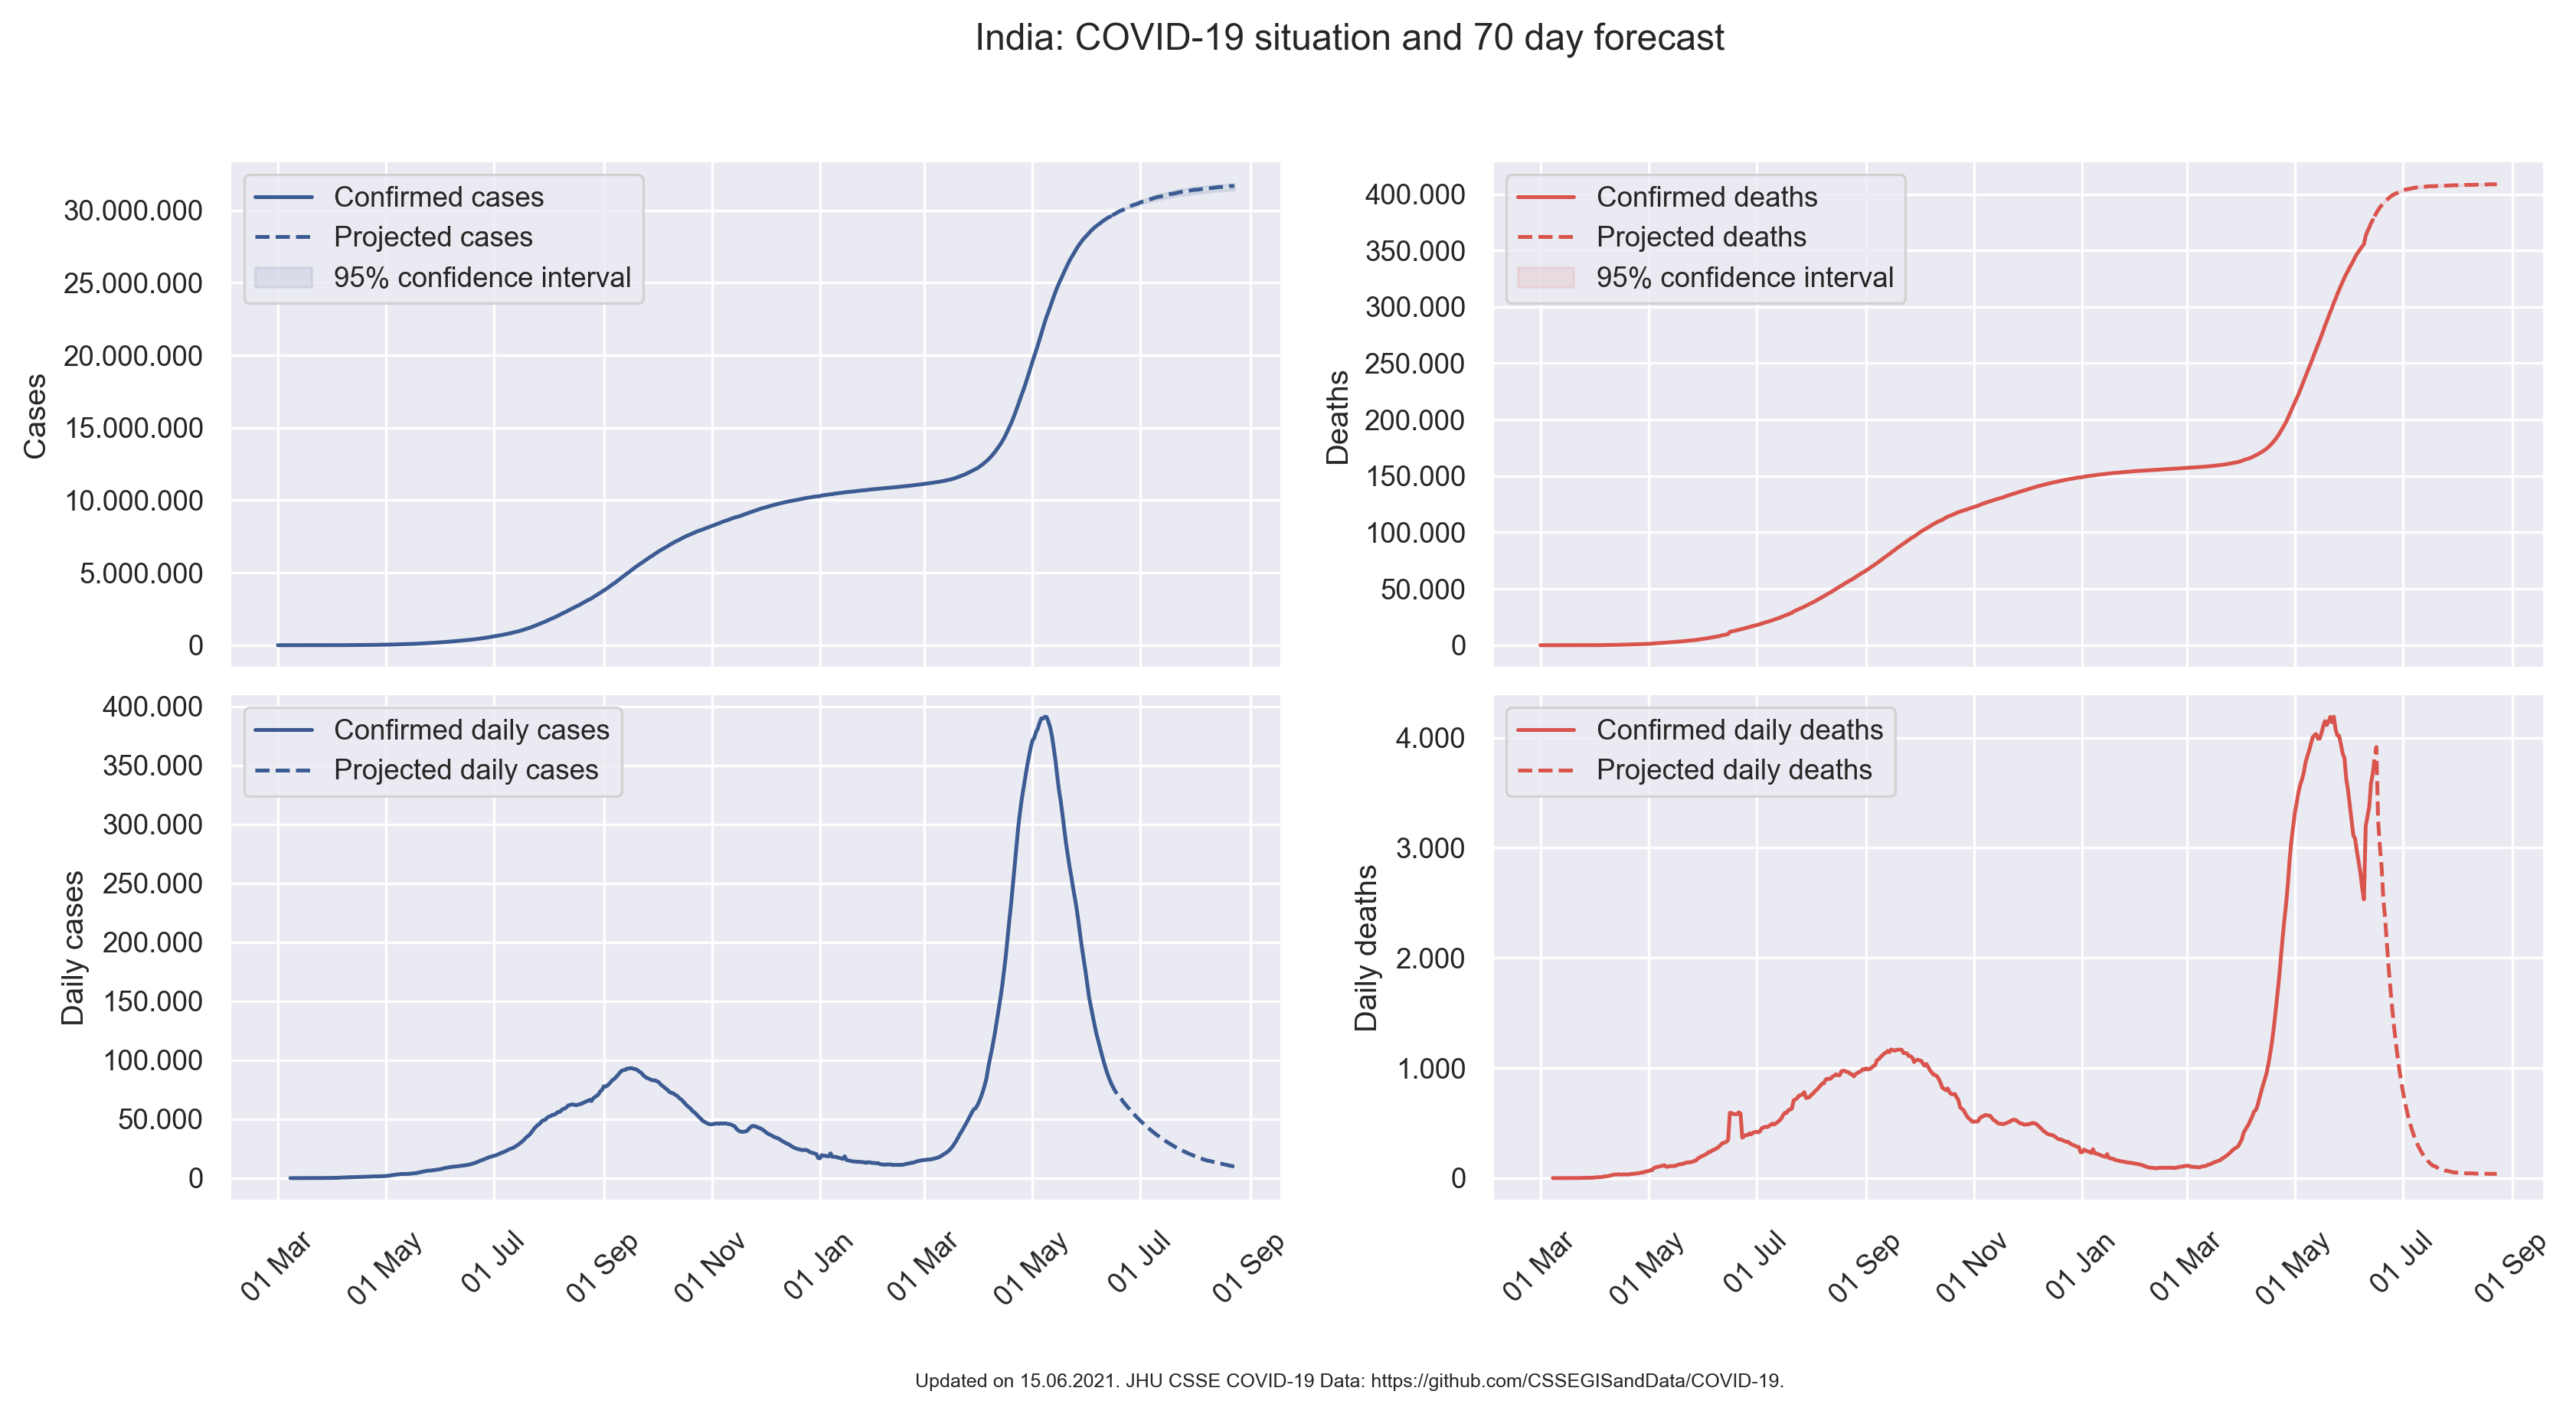 India: COVID-19 situation and 70 day forecast
Confirmed cases
Projected cases
95% confidence interval
30.000.000
25.000.000
20.000.000
15.000.000
10.000.000
5.000.000
0
Cases
Confirmed deaths
Projected deaths
95% confidence interval
400.000
350.000
300.000
250.000
200.000
150.000
100.000
50.000
0
Deaths
Confirmed daily cases
Projected daily cases
400.000
350.000
300.000
250.000
200.000
150.000
100.000
50.000
0
Daily cases
01 Mar
01 May
01 Jul
01 Sep
01 Nov
01 Jan
01 Mar
01 May
01 Jul
01 Sep
Confirmed daily deaths
Projected daily deaths
4.000
3.000
2.000
1.000
0
Daily deaths
01 Mar
01 May
01 Jul
01 Sep
01 Nov
01 Jan
01 Mar
01 May
01 Jul
01 Sep
Updated on 15.06.2021. JHU CSSE COVID-19 Data: https://github.com/CSSEGISandData/COVID-19.